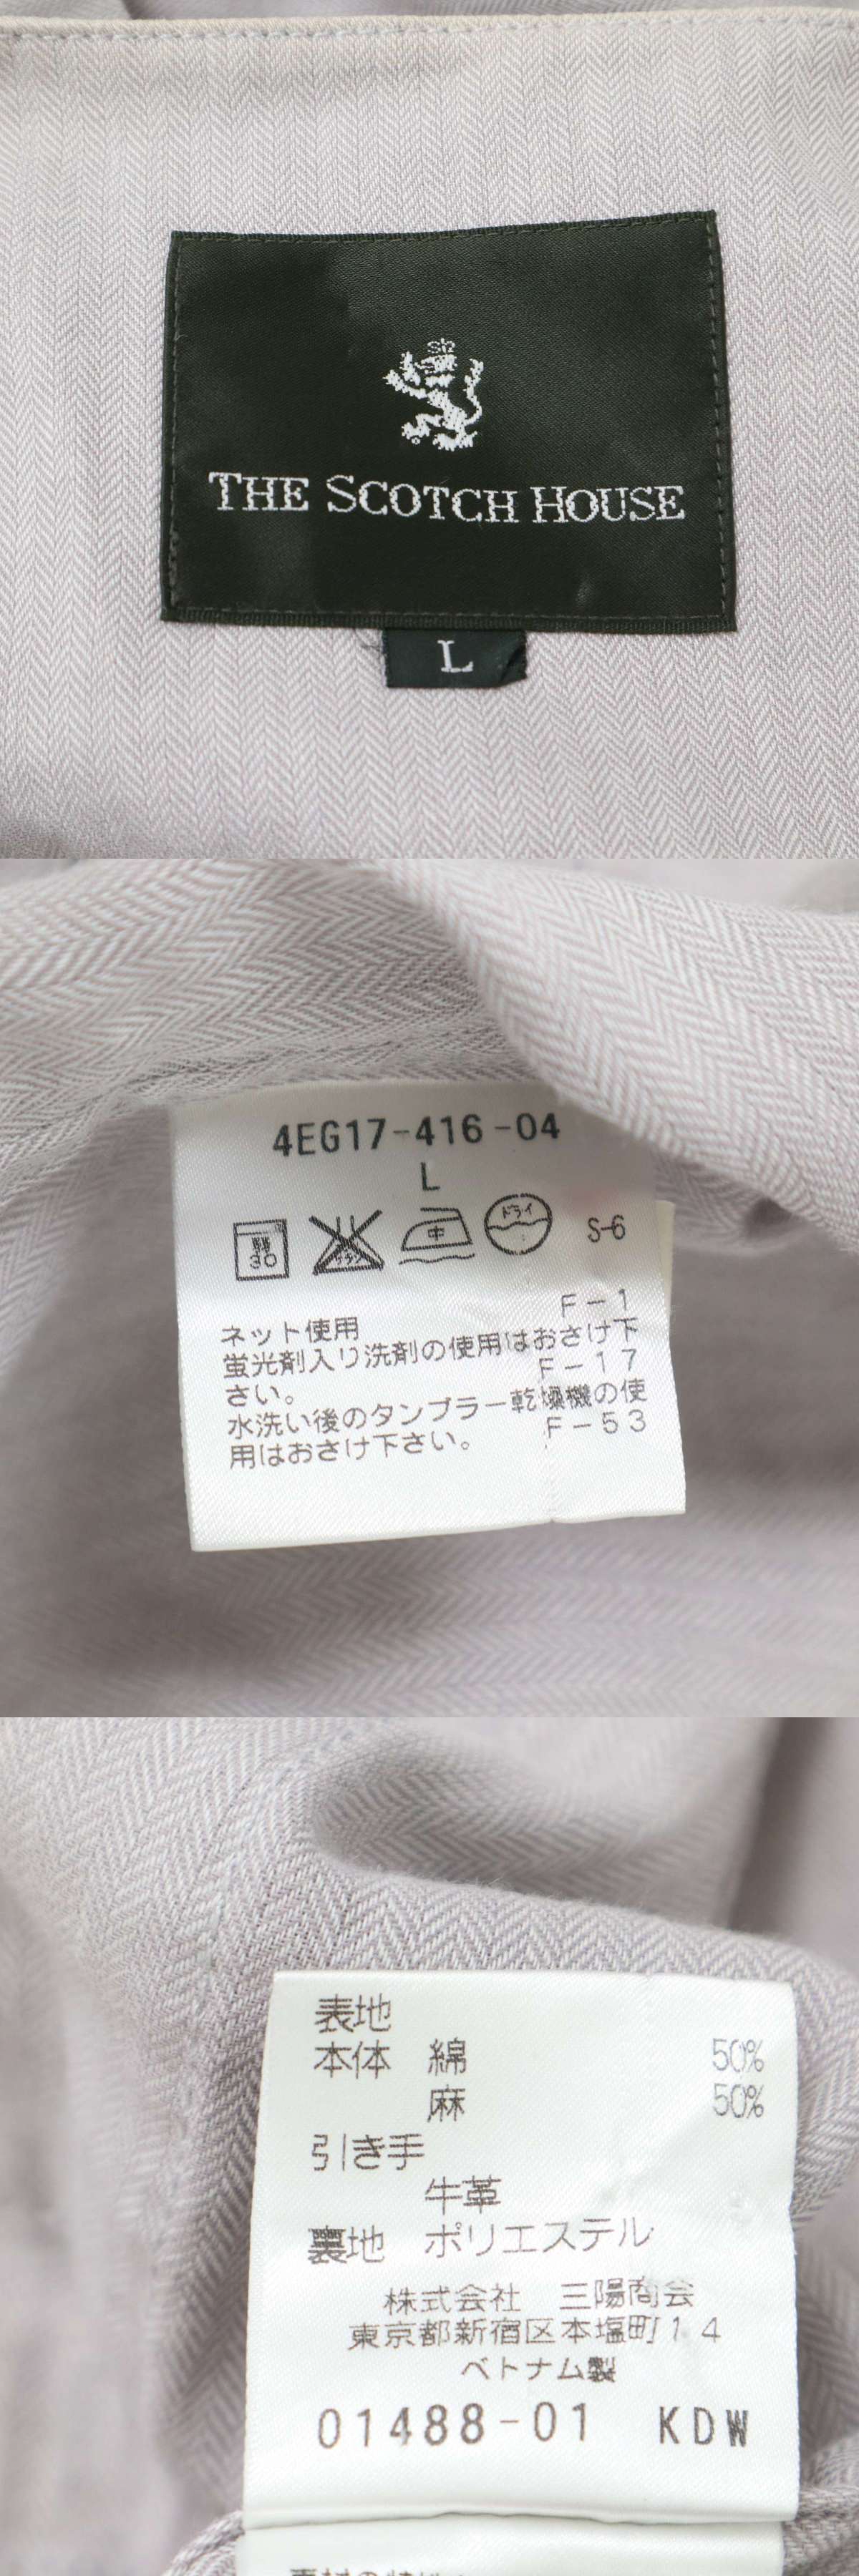 THE SCOTCH HOUSE
L
4EG17-416-04
L
弱
30
中
ドライ
S-6
F-1
ネット使用
蛍光剤入り洗剤の使用はおさけ下
F-17
さい。
水洗い後のタンブラー乾燥機の使
F-53
用はおさけ下さい。
表地
本体 綿 50%
麻 50%
引き手
牛革
裏地 ポリエステル
株式会社 三陽商会
東京都新宿区本塩町14
ベトナム製
01488-01 KDW